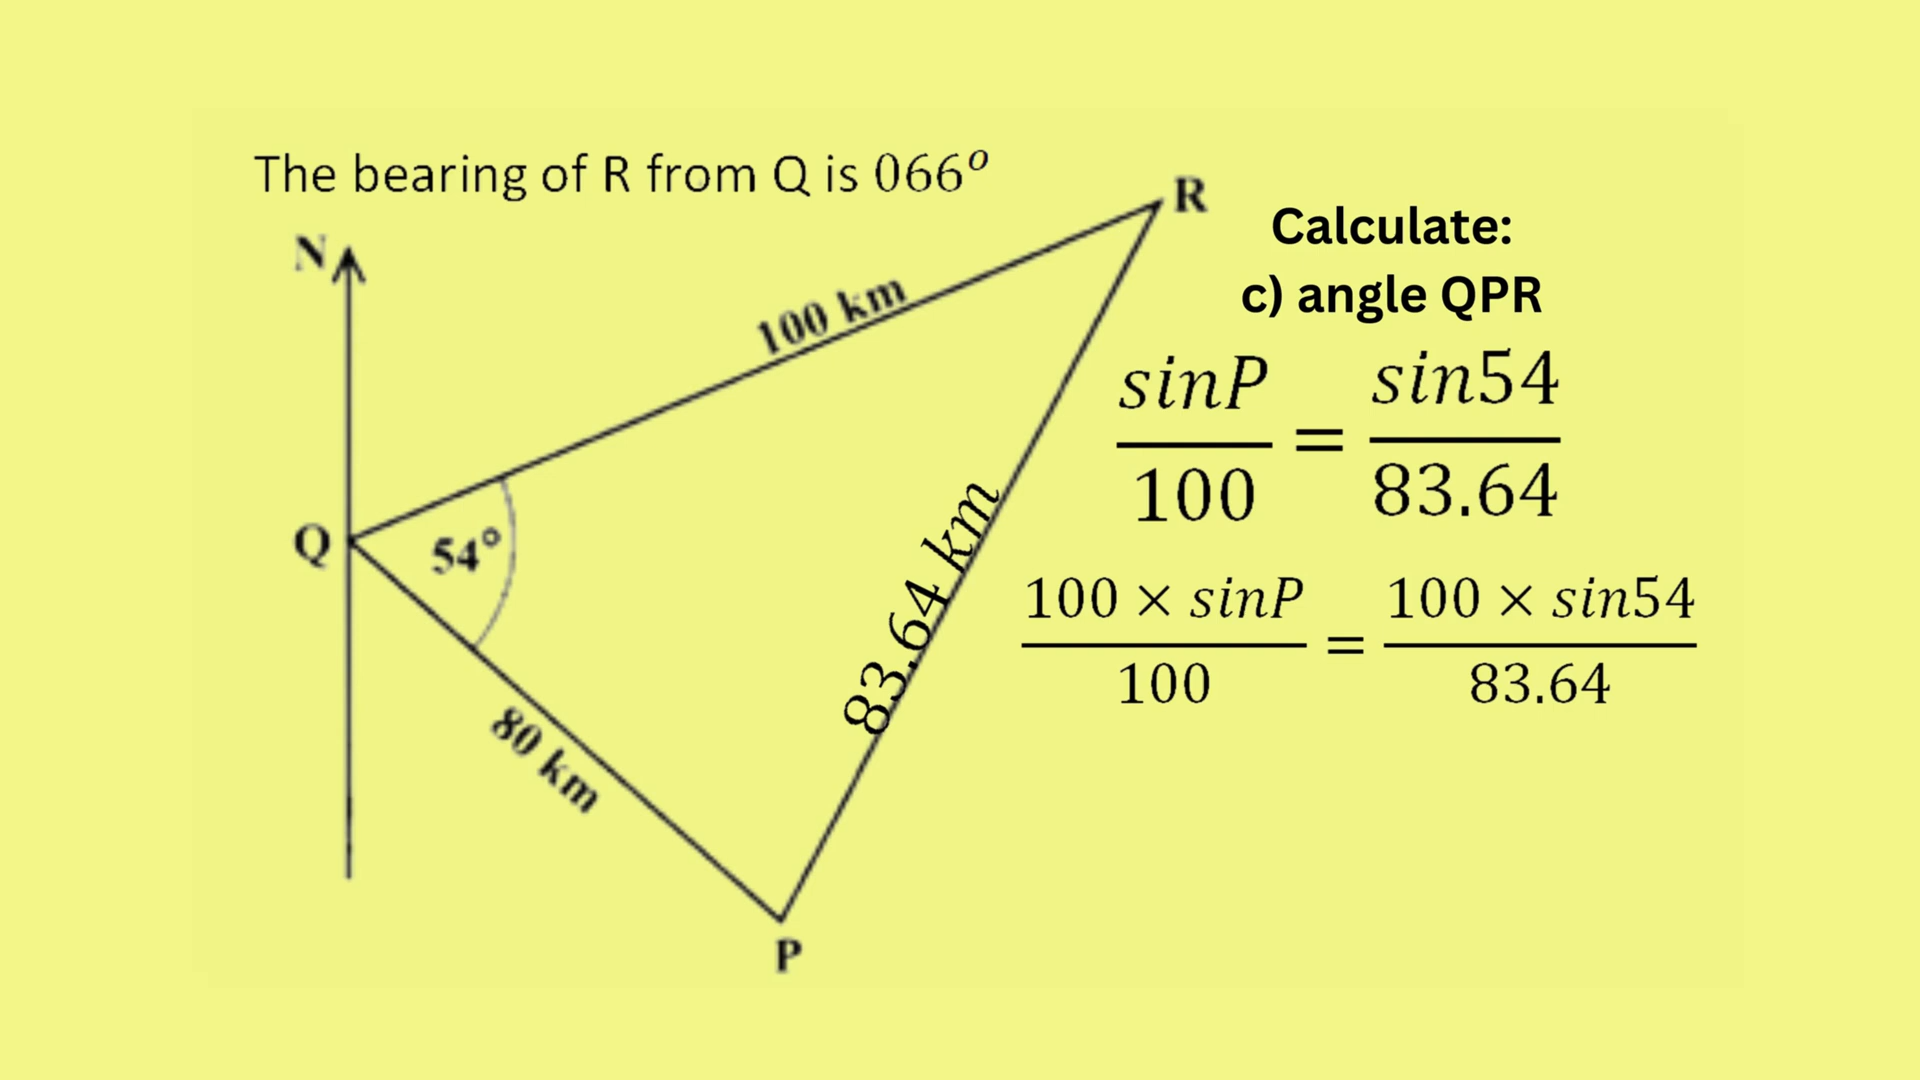 The bearing of R from Q is 066°
N
R
Calculate:
c) angle QPR
100 km
sinP/100 = sin54/83.64
Q
54°
83.64 km
100 × sinP/100 = 100 × sin54/83.64
80 km
P